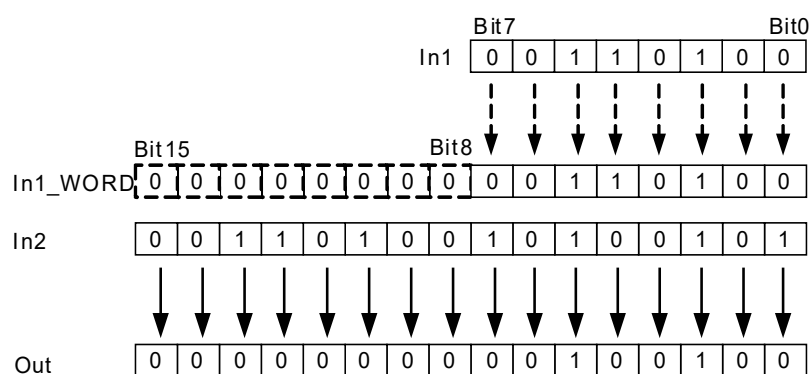 Bit7 Bit0
In1 0 0 1 1 0 1 0 0
Bit15 Bit8
In1_WORD 0 0 0 0 0 0 0 0 0 0 1 1 0 1 0 0
In2 0 0 1 1 0 1 0 0 1 0 1 0 0 1 0 1
Out 0 0 0 0 0 0 0 0 0 0 1 0 0 1 0 0